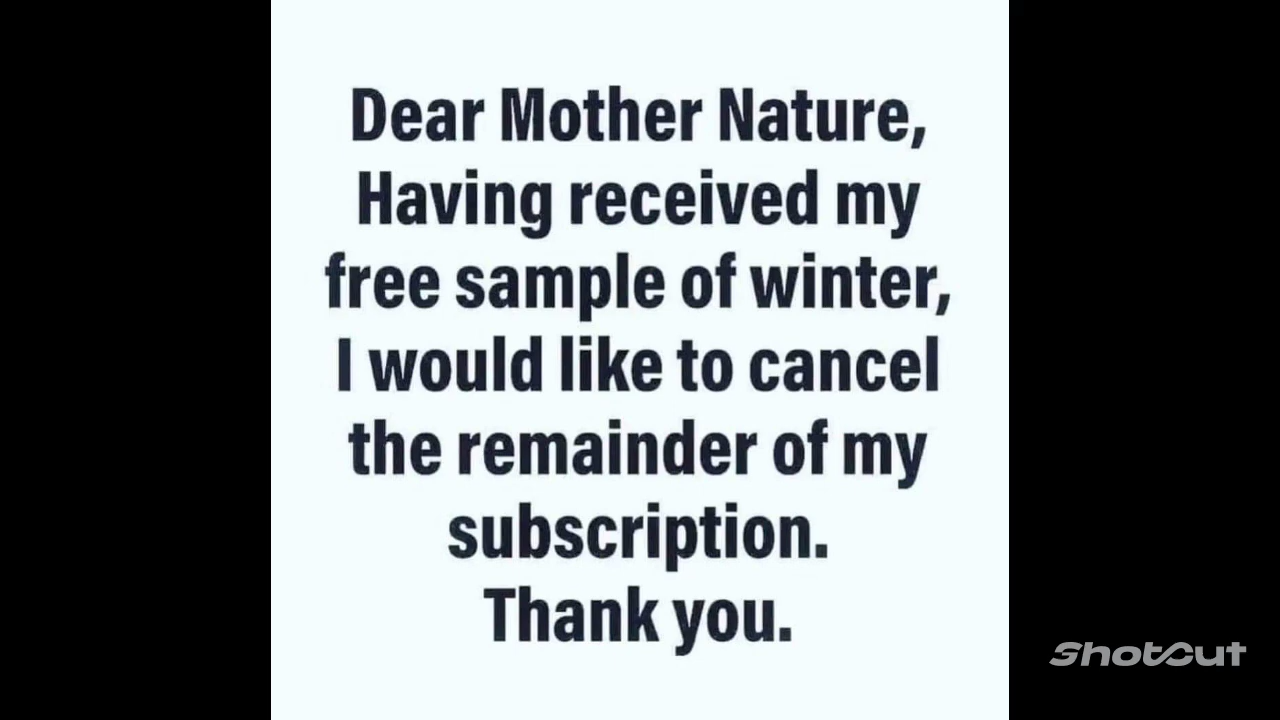 Dear Mother Nature,
Having received my
free sample of winter,
I would like to cancel
the remainder of my
subscription.
Thank you.
ShotCut